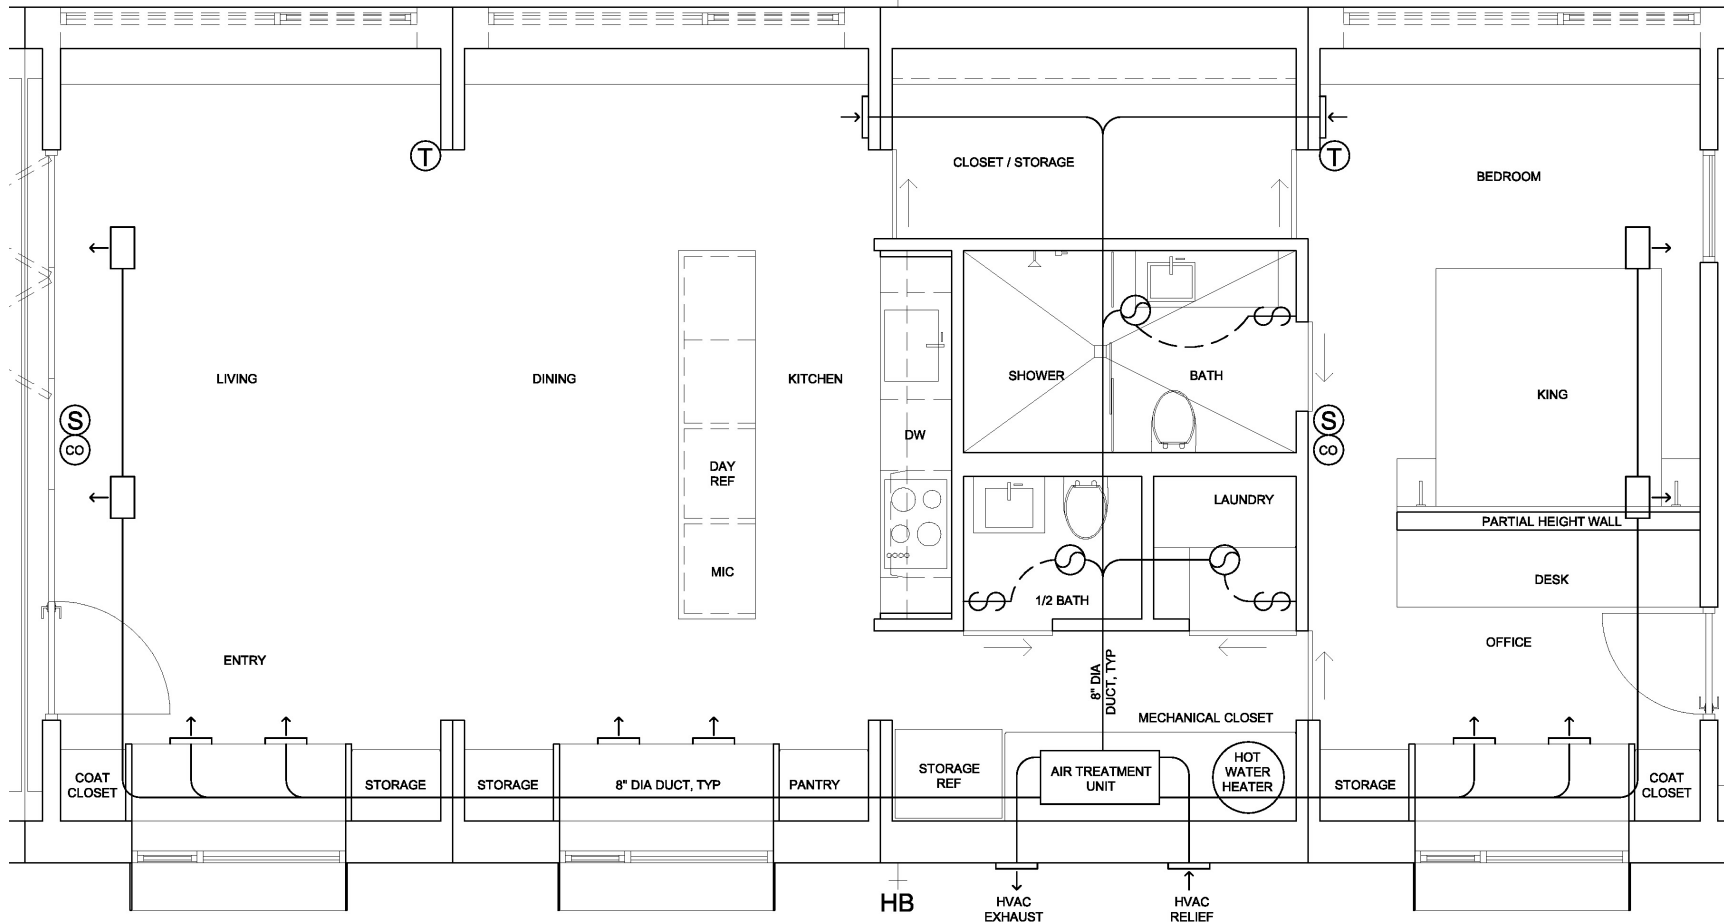 CLOSET / STORAGE
T
T
BEDROOM
LIVING
DINING
KITCHEN
SHOWER
BATH
KING
S
CO
DW
S
CO
DAY
REF
LAUNDRY
PARTIAL HEIGHT WALL
MIC
DESK
1/2 BATH
ENTRY
OFFICE
8" DIA
DUCT, TYP
MECHANICAL CLOSET
COAT
CLOSET
STORAGE
STORAGE
8" DIA DUCT, TYP
PANTRY
STORAGE
REF
AIR TREATMENT
UNIT
HOT
WATER
HEATER
STORAGE
COAT
CLOSET
HB
HVAC
EXHAUST
HVAC
RELIEF